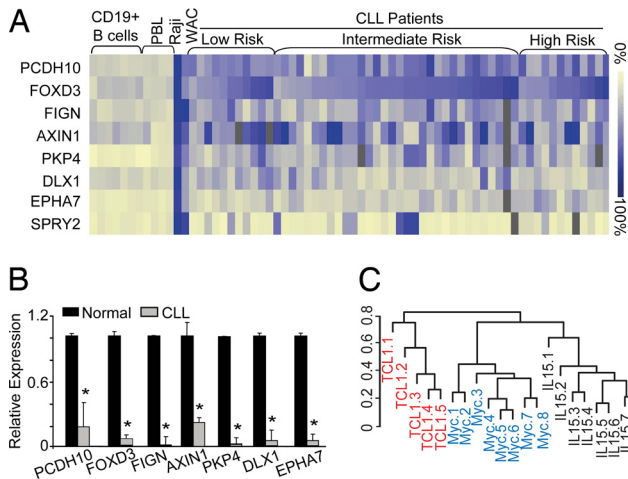 A
CD19+
B cells
PBL
Raji
WAC
CLL Patients
Low Risk
Intermediate Risk
High Risk
PCDH10
FOXD3
FIGN
AXIN1
PKP4
DLX1
EPHA7
SPRY2
0%
100%
B
Relative Expression
1.2
0.6
0
Normal
CLL
*
*
*
*
*
*
*
PCDH10
FOXD3
FIGN
AXIN1
PKP4
DLX1
EPHA7
C
0.8
0.6
0.4
0.2
0
TCL1.1
TCL1.2
TCL1.3
TCL1.4
TCL1.5
Myc.1
Myc.2
Myc.3
Myc.4
Myc.5
Myc.6
Myc.7
Myc.8
IL15.1
IL15.2
IL15.3
IL15.4
IL15.5
IL15.6
IL15.7